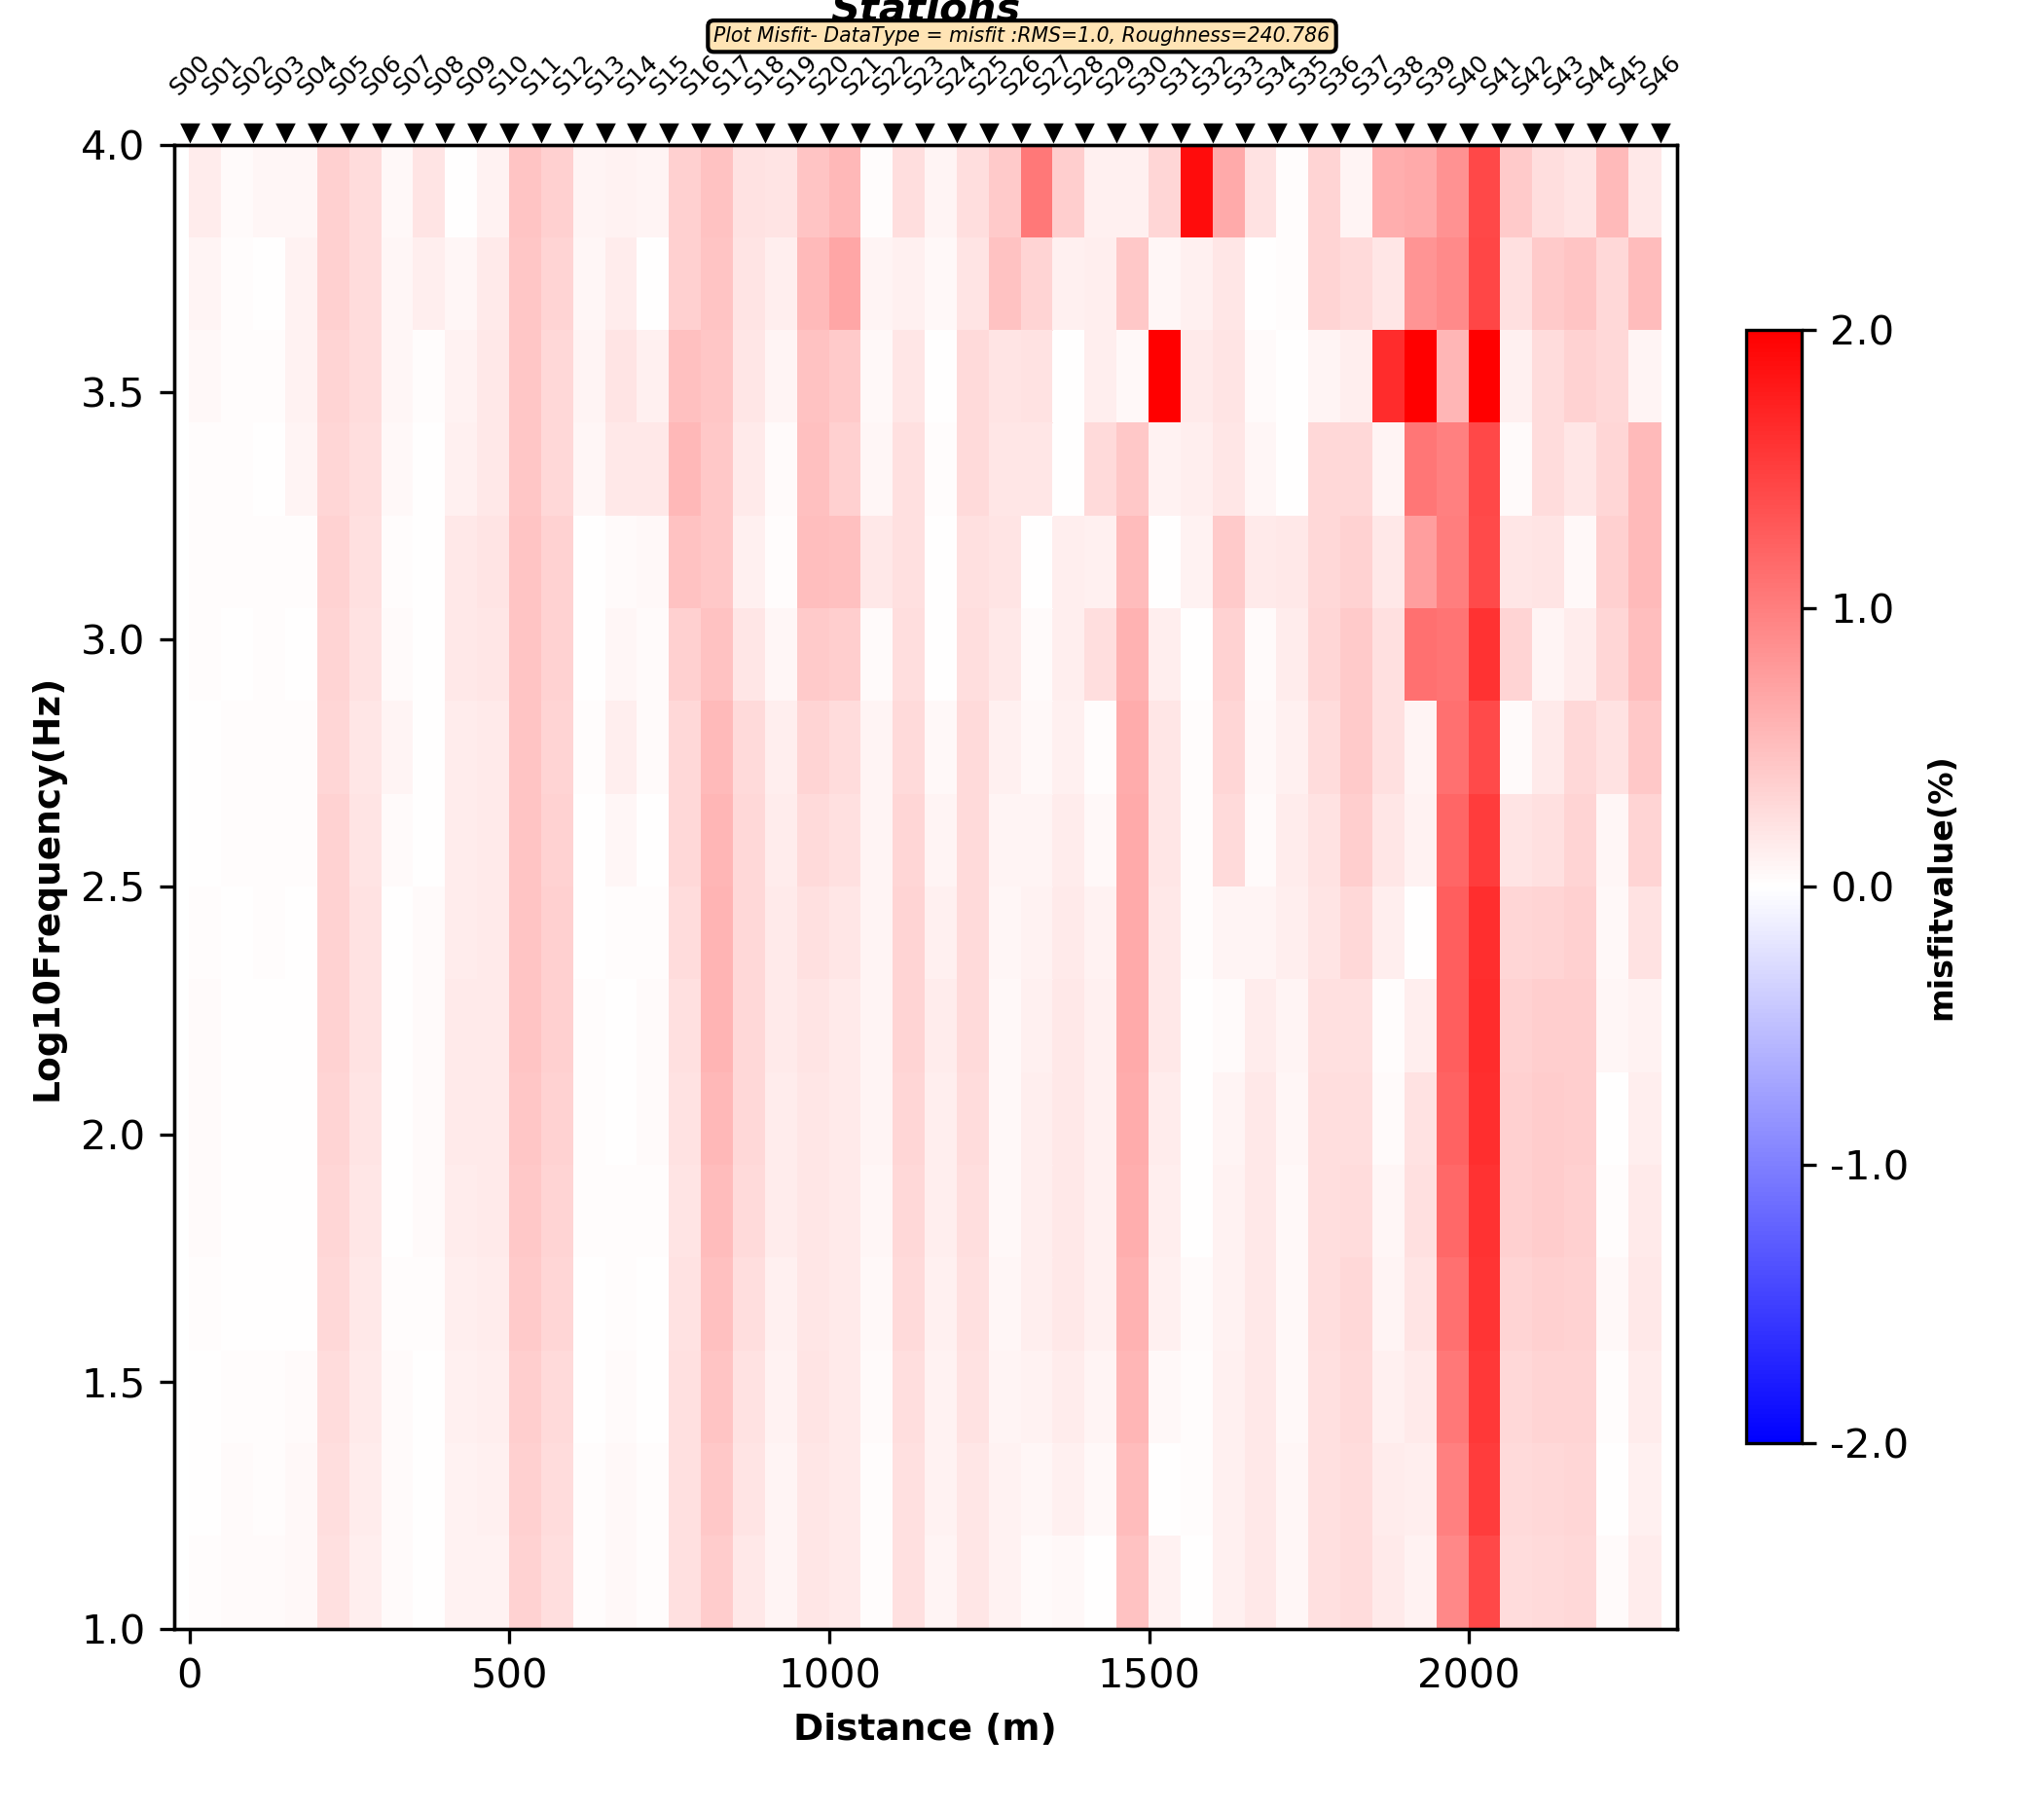 Stations
Plot Misfit- DataType = misfit :RMS=1.0, Roughness=240.786
S00 S01 S02 S03 S04 S05 S06 S07 S08 S09 S10 S11 S12 S13 S14 S15 S16 S17 S18 S19 S20 S21 S22 S23 S24 S25 S26 S27 S28 S29 S30 S31 S32 S33 S34 S35 S36 S37 S38 S39 S40 S41 S42 S43 S44 S45 S46
4.0
3.5
3.0
2.5
2.0
1.5
1.0
Log10Frequency(Hz)
0 500 1000 1500 2000
Distance (m)
2.0
1.0
0.0
-1.0
-2.0
misfitvalue(%)